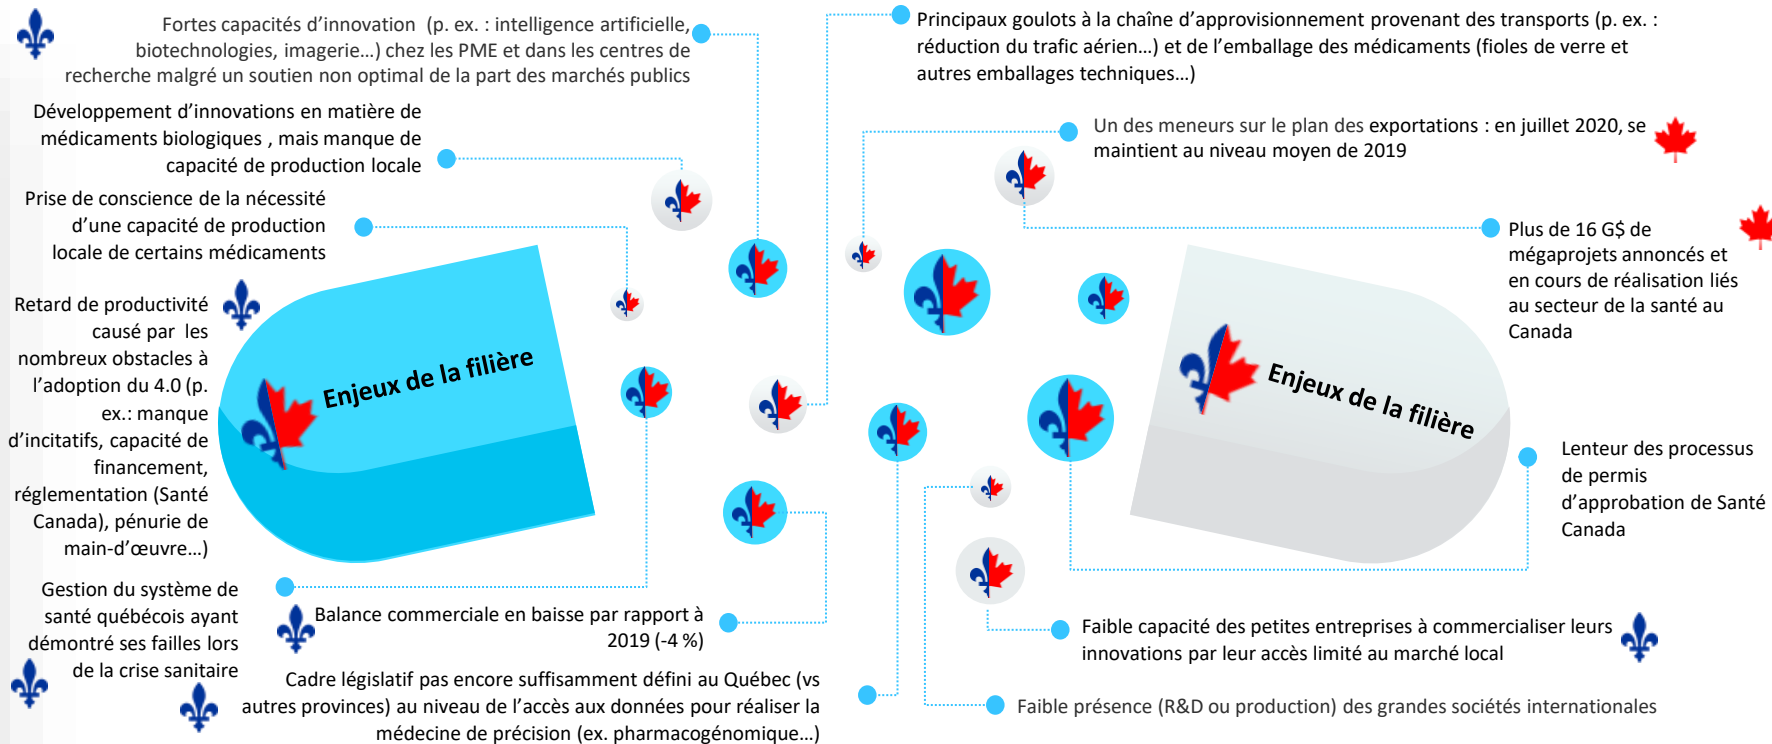 Fortes capacités d’innovation (p. ex. : intelligence artificielle,
biotechnologies, imagerie…) chez les PME et dans les centres de
recherche malgré un soutien non optimal de la part des marchés publics
Développement d’innovations en matière de
médicaments biologiques , mais manque de
capacité de production locale
Prise de conscience de la nécessité
d’une capacité de production
locale de certains médicaments
Retard de productivité
causé par les
nombreux obstacles à
l’adoption du 4.0 (p.
ex.: manque
d’incitatifs, capacité de
financement,
réglementation (Santé
Canada), pénurie de
main-d’œuvre…)
Gestion du système de
santé québécois ayant
démontré ses failles lors
de la crise sanitaire
Enjeux de la filière
Balance commerciale en baisse par rapport à
2019 (-4 %)
Cadre législatif pas encore suffisamment défini au Québec (vs
autres provinces) au niveau de l’accès aux données pour réaliser la
médecine de précision (ex. pharmacogénomique…)
Principaux goulots à la chaîne d’approvisionnement provenant des transports (p. ex. :
réduction du trafic aérien…) et de l’emballage des médicaments (fioles de verre et
autres emballages techniques…)
Un des meneurs sur le plan des exportations : en juillet 2020, se
maintient au niveau moyen de 2019
Plus de 16 G$ de
mégaprojets annoncés et
en cours de réalisation liés
au secteur de la santé au
Canada
Enjeux de la filière
Lenteur des processus
de permis
d’approbation de Santé
Canada
Faible capacité des petites entreprises à commercialiser leurs
innovations par leur accès limité au marché local
Faible présence (R&D ou production) des grandes sociétés internationales